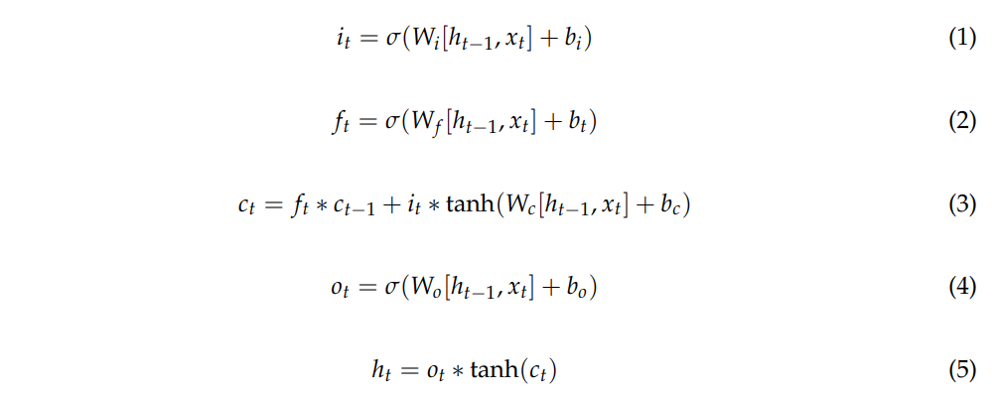 i_t = σ(W_i[h_{t−1}, x_t] + b_i) (1)
f_t = σ(W_f[h_{t−1}, x_t] + b_t) (2)
c_t = f_t ∗ c_{t−1} + i_t ∗ tanh(W_c[h_{t−1}, x_t] + b_c) (3)
o_t = σ(W_o[h_{t−1}, x_t] + b_o) (4)
h_t = o_t ∗ tanh(c_t) (5)